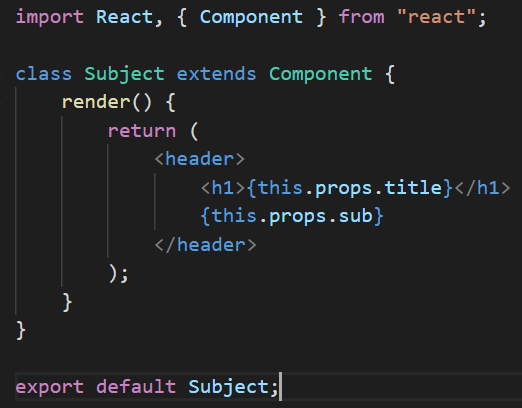 import React, { Component } from "react";

class Subject extends Component {
    render() {
        return (
            <header>
                <h1>{this.props.title}</h1>
                {this.props.sub}
            </header>
        );
    }
}

export default Subject;